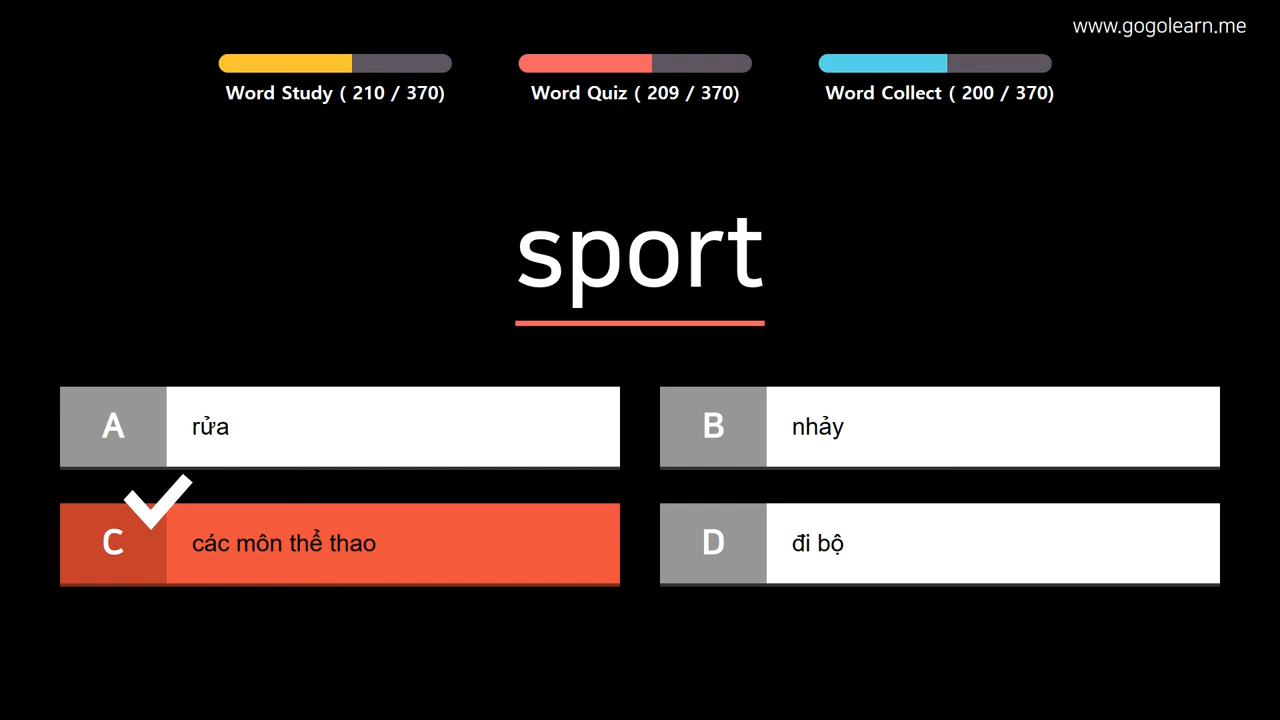 www.gogolearn.me
Word Study ( 210 / 370)
Word Quiz ( 209 / 370)
Word Collect ( 200 / 370)
sport
A rửa
B nhảy
C các môn thể thao
D đi bộ